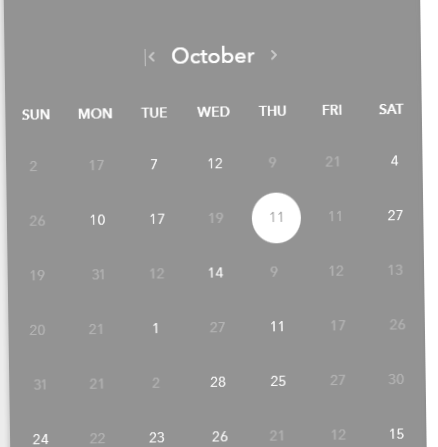 |< October >
SUN MON TUE WED THU FRI SAT
2 17 7 12 9 21 4
26 10 17 19 11 11 27
19 31 12 14 9 12 13
20 21 1 27 11 17 26
31 21 2 28 25 27 30
24 22 23 26 21 12 15